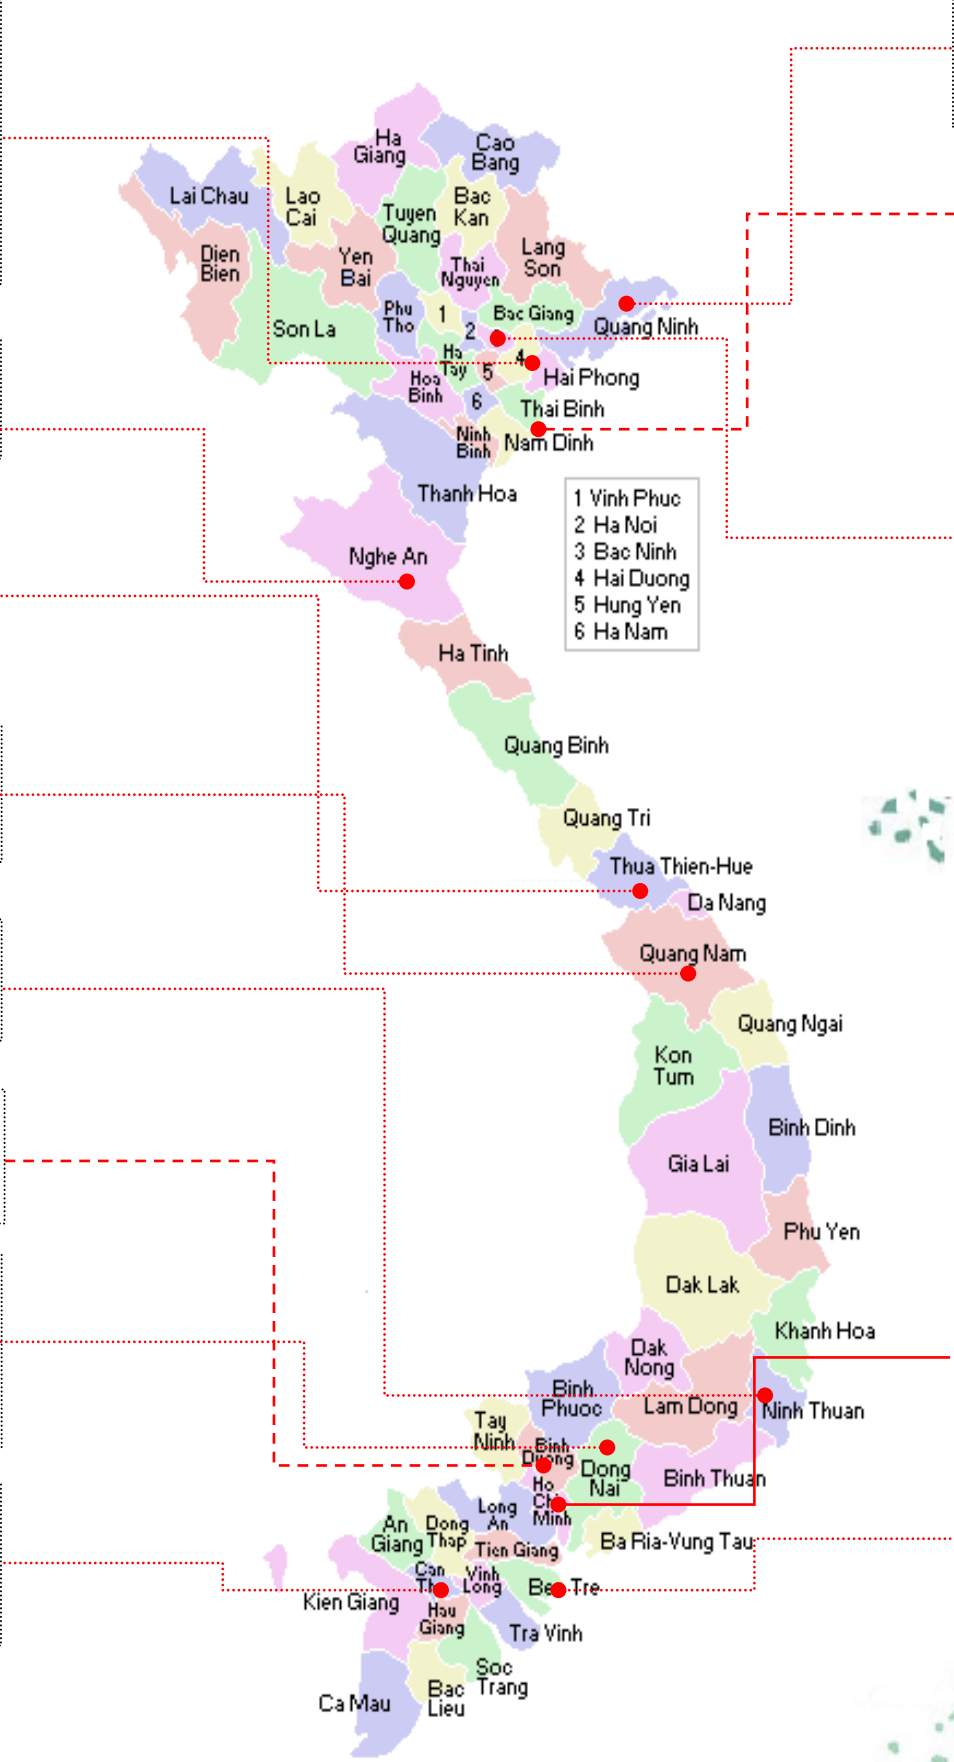 Ha
Giang
Cao
Bang
Lai Chau
Lao
Cai
Bac
Kan
Tuyen
Quang
Lang
Son
Dien
Bien
Yen
Bai
Thai
Nguyen
Phu
Tho
1
Bac Giang
2
Quang Ninh
Son La
Ha
Tay
4
5
Hai Phong
Hoa
Binh
6
Thai Binh
Ninh
Binh
Nam Dinh
Thanh Hoa
1 Vinh Phuc
2 Ha Noi
3 Bac Ninh
4 Hai Duong
5 Hung Yen
6 Ha Nam
Nghe An
Ha Tinh
Quang Binh
Quang Tri
Thua Thien-Hue
Da Nang
Quang Nam
Quang Ngai
Kon
Tum
Binh Dinh
Gia Lai
Phu Yen
Dak Lak
Khanh Hoa
Dak
Nong
Binh
Phuoc
Lam Dong
Ninh Thuan
Tay
Ninh
Binh
Duong
Dong
Nai
Binh Thuan
Ho
Chi
Minh
Long
An
An
Giang
Dong
Thap
Tien Giang
Ba Ria-Vung Tau
Can
Tho
Vinh
Long
Ben Tre
Kien Giang
Hau
Giang
Tra Vinh
Soc
Trang
Bac
Lieu
Ca Mau